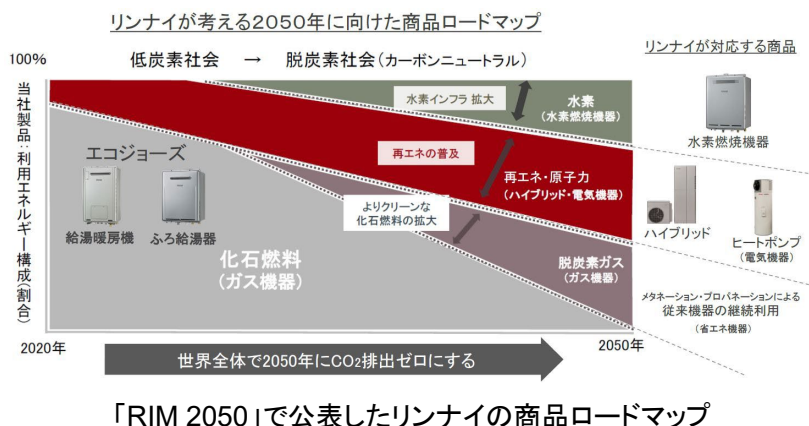 リンナイが考える2050年に向けた商品ロードマップ
100%
低炭素社会 → 脱炭素社会(カーボンニュートラル)
リンナイが対応する商品
当社製品:利用エネルギー構成(割合)
水素インフラ 拡大
水素
(水素燃焼機器)
水素燃焼機器
エコジョーズ
再エネの普及
再エネ・原子力
(ハイブリッド・電気機器)
給湯暖房機
ふろ給湯器
よりクリーンな
化石燃料の拡大
ハイブリッド
ヒートポンプ
(電気機器)
化石燃料
(ガス機器)
脱炭素ガス
(ガス機器)
メタネーション・プロパネーションによる
従来機器の継続利用
(省エネ機器)
2020年
2050年
世界全体で2050年にCO₂排出ゼロにする
「RIM 2050」で公表したリンナイの商品ロードマップ